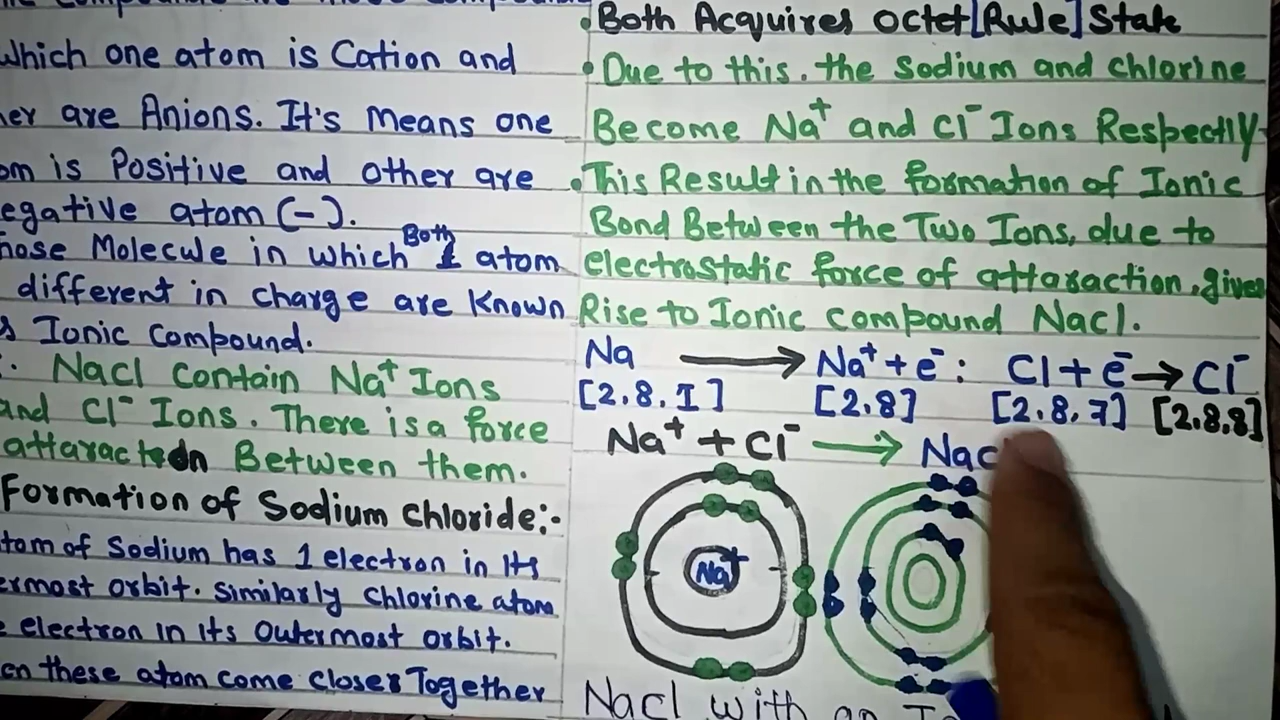 which one atom is Cation and
are Anions. It's Means one
is Positive and other are
egative atom (-).
hose Molecule in which Both 1 atom
different in charge are Known
Ionic Compound.
Nacl contain Na+ Ions
and Cl- Ions. There is a force
attaraction Between them.
Formation of Sodium Chloride:-
tom of Sodium has 1 electron in Its
ermost orbit. Similarly Chlorine atom
electron in Its Outermost orbit.
en these atom come closer Together
• Both Acquires Octet[Rule]State
• Due to this. the Sodium and chlorine
Become Na+ and Cl- Ions Respectly.
• This Result in the formation of Ionic
Bond Between the Two Ions, due to
electrostatic force of attaraction, gives
Rise to Ionic compound Nacl.
Na → Na+ + e- : Cl + e- → Cl-
[2,8,1] [2,8] [2,8,7] [2,8,8]
Na+ + Cl- → Nac
Na+
Nacl with an I